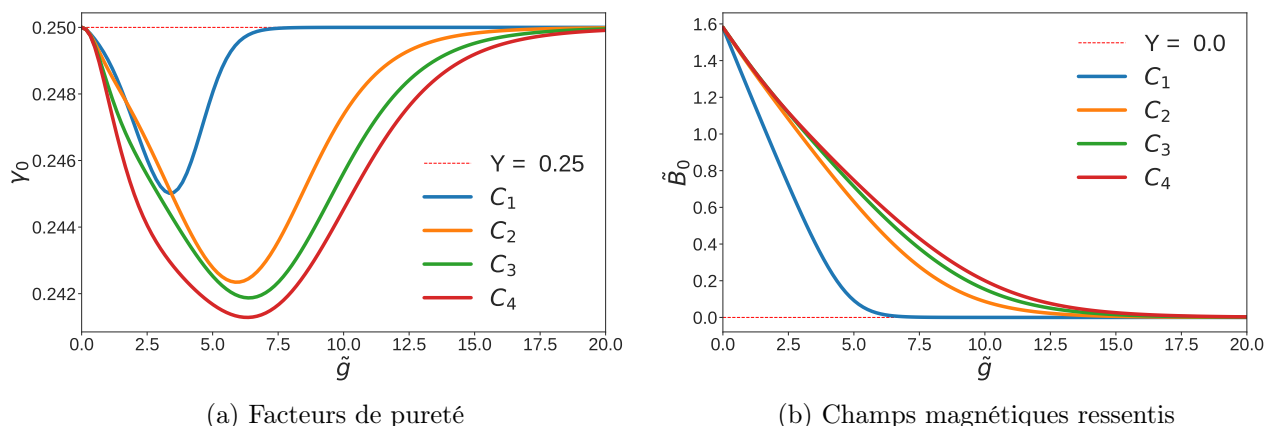 0.250
0.248
0.246
0.244
0.242
γ₀
0.0 2.5 5.0 7.5 10.0 12.5 15.0 17.5 20.0
g̃
Y = 0.25
C₁
C₂
C₃
C₄
(a) Facteurs de pureté
1.6
1.4
1.2
1.0
0.8
0.6
0.4
0.2
0.0
B̃₀
0.0 2.5 5.0 7.5 10.0 12.5 15.0 17.5 20.0
g̃
Y = 0.0
C₁
C₂
C₃
C₄
(b) Champs magnétiques ressentis